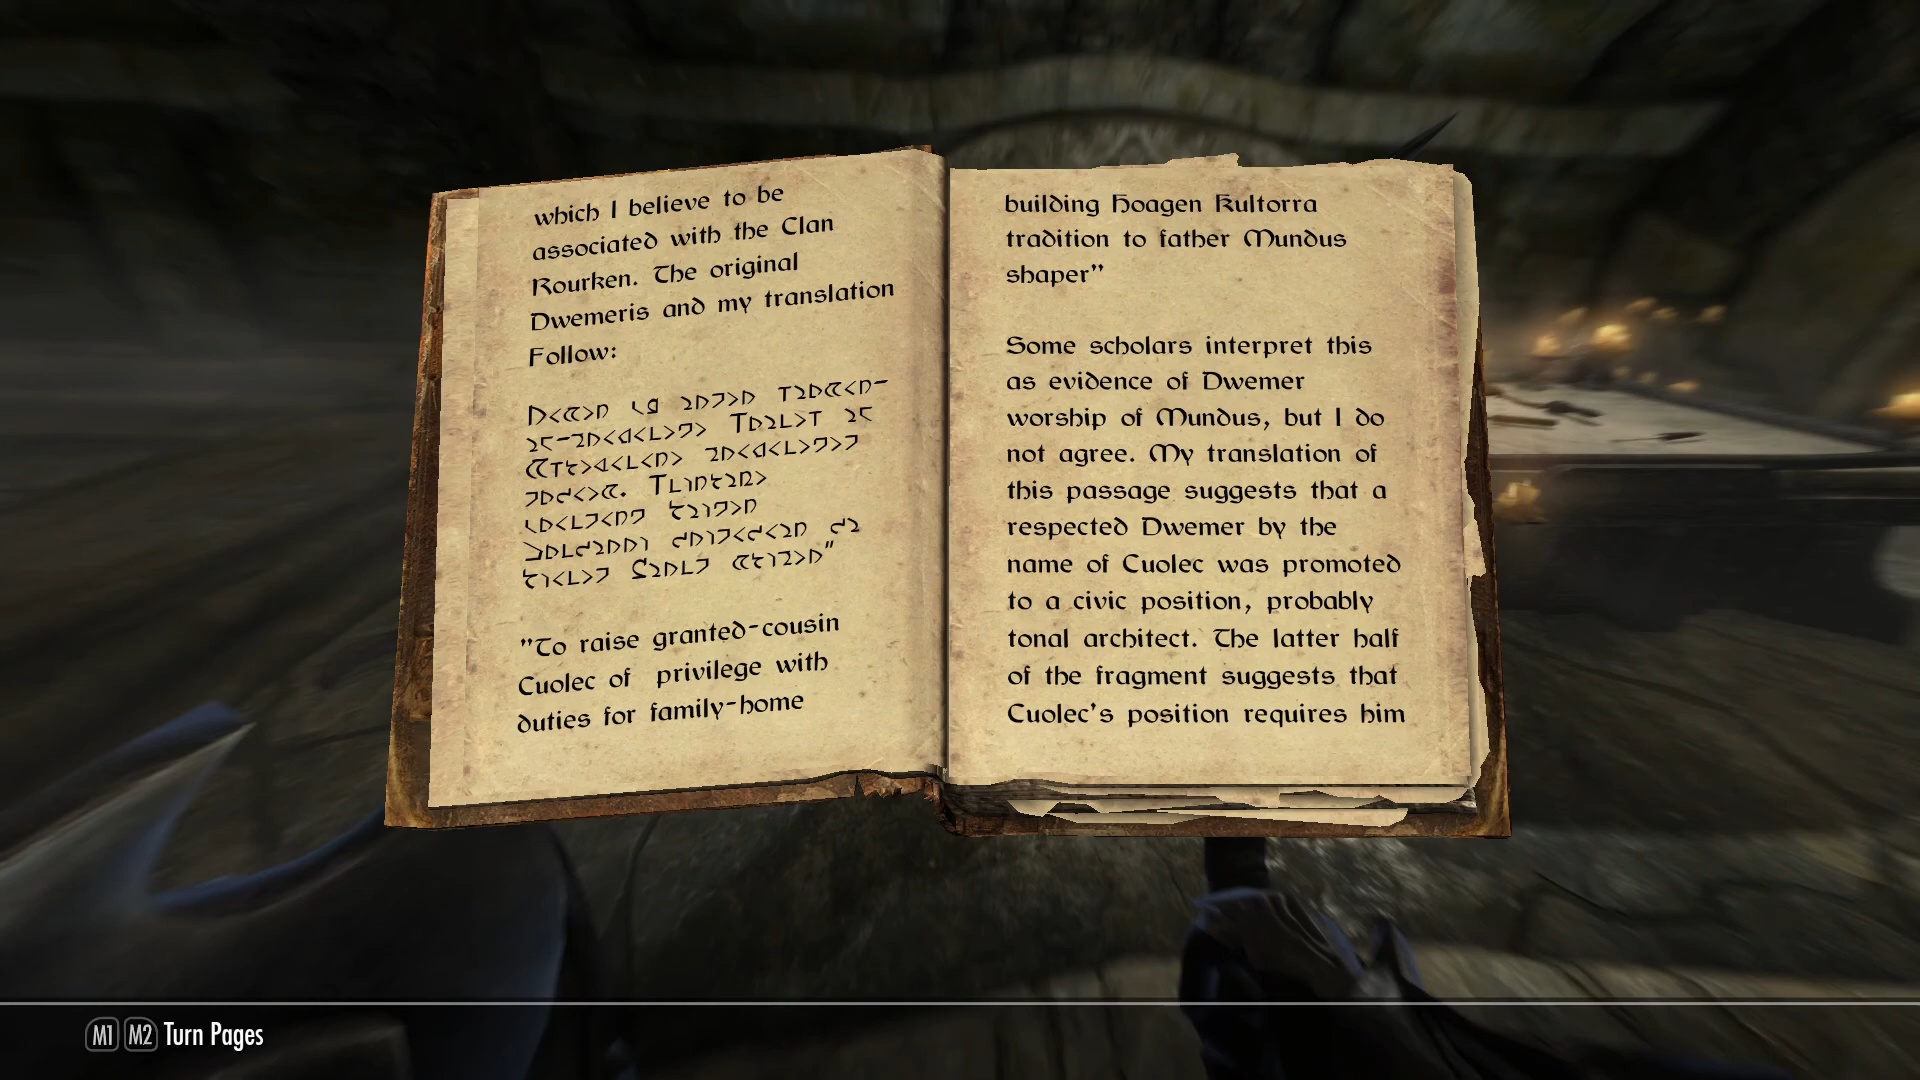 which I believe to be
associated with the Clan
Rourken. The original
Dwemeris and my translation
Follow:
"To raise granted-cousin
Cuolec of privilege with
duties for family-home
building Hoagen Kultorra
tradition to father Mundus
shaper"
Some scholars interpret this
as evidence of Dwemer
worship of Mundus, but I do
not agree. My translation of
this passage suggests that a
respected Dwemer by the
name of Cuolec was promoted
to a civic position, probably
tonal architect. The latter half
of the fragment suggests that
Cuolec's position requires him
M1 M2 Turn Pages